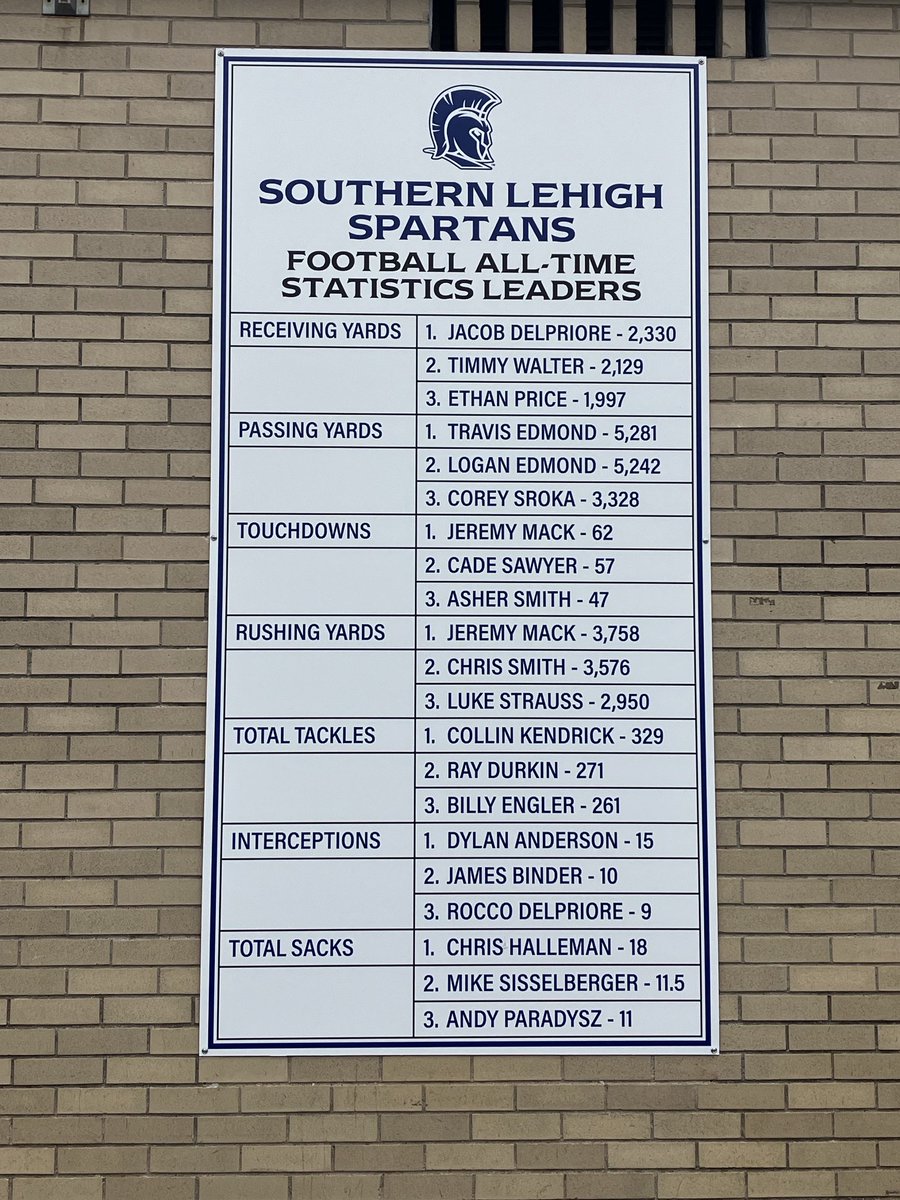 SOUTHERN LEHIGH
SPARTANS
FOOTBALL ALL-TIME
STATISTICS LEADERS
RECEIVING YARDS 1. JACOB DELPRIORE - 2,330
2. TIMMY WALTER - 2,129
3. ETHAN PRICE - 1,997
PASSING YARDS 1. TRAVIS EDMOND - 5,281
2. LOGAN EDMOND - 5,242
3. COREY SROKA - 3,328
TOUCHDOWNS 1. JEREMY MACK - 62
2. CADE SAWYER - 57
3. ASHER SMITH - 47
RUSHING YARDS 1. JEREMY MACK - 3,758
2. CHRIS SMITH - 3,576
3. LUKE STRAUSS - 2,950
TOTAL TACKLES 1. COLLIN KENDRICK - 329
2. RAY DURKIN - 271
3. BILLY ENGLER - 261
INTERCEPTIONS 1. DYLAN ANDERSON - 15
2. JAMES BINDER - 10
3. ROCCO DELPRIORE - 9
TOTAL SACKS 1. CHRIS HALLEMAN - 18
2. MIKE SISSELBERGER - 11.5
3. ANDY PARADYSZ - 11